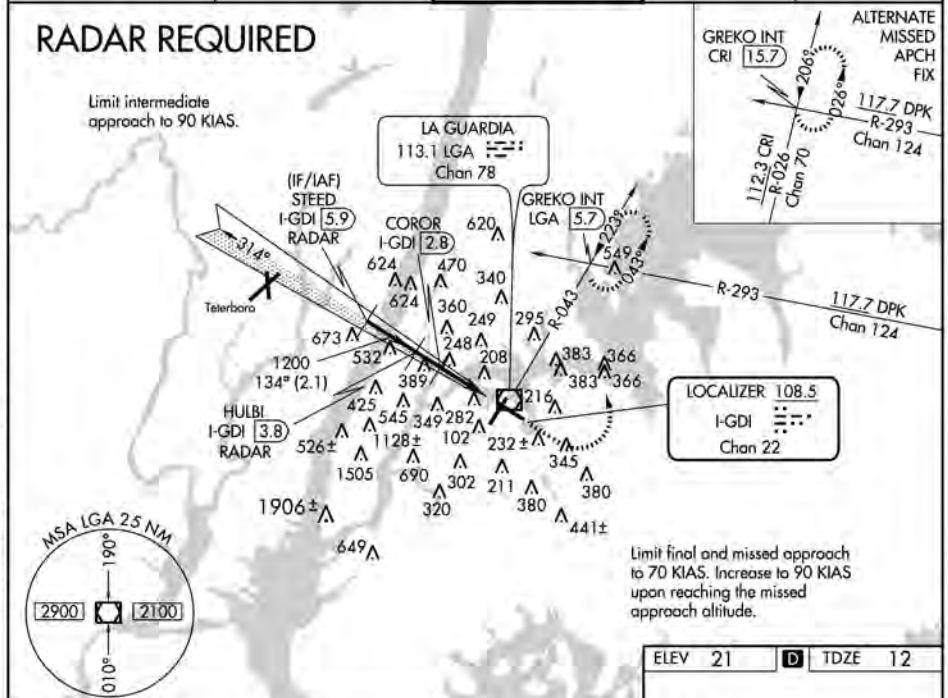 RADAR REQUIRED
Limit intermediate
approach to 90 KIAS.
ALTERNATE
MISSED
APCH
FIX
GREKO INT
CRI 15.7
206°
026°
117.7 DPK
R-293
Chan 124
112.3 CRI
R-026
Chan 70
LA GUARDIA
113.1 LGA
Chan 78
(IF/IAF)
STEED
I-GDI 5.9
RADAR
COROR
I-GDI 2.8
GREKO INT
LGA 5.7
620
223°
549
043°
314°
Teterboro
624
624
470
340
R-043
R-293
117.7 DPK
Chan 124
360
249
295
673
532
248
208
383
366
383
366
1200
134° (2.1)
389
HULBI
I-GDI 3.8
RADAR
425
545
349
282
216
LOCALIZER 108.5
I-GDI
Chan 22
526±
1128±
102
232±
345
1505
690
302
211
380
320
380
1906±
441±
649
MSA LGA 25 NM
190°
2900
2100
010°
Limit final and missed approach
to 70 KIAS. Increase to 90 KIAS
upon reaching the missed
approach altitude.
ELEV 21 D TDZE 12